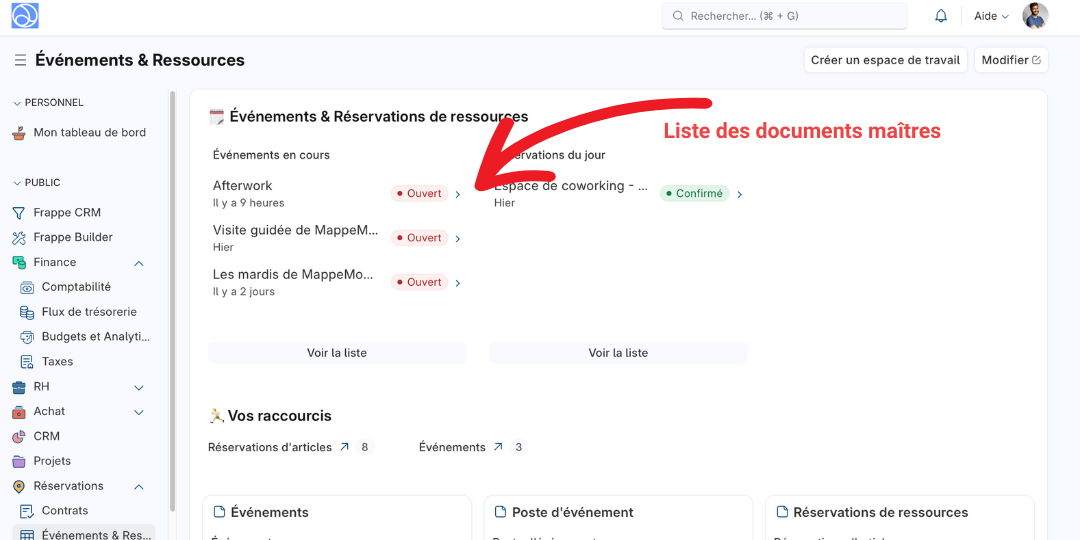 Rechercher... (⌘ + G)
Aide
Événements & Ressources
Créer un espace de travail
Modifier
PERSONNEL
Mon tableau de bord
PUBLIC
Frappe CRM
Frappe Builder
Finance
Comptabilité
Flux de trésorerie
Budgets et Analyti...
Taxes
RH
Achat
CRM
Projets
Réservations
Contrats
Événements & Res...
Événements & Réservations de ressources
Liste des documents maîtres
Événements en cours
Afterwork
Il y a 9 heures
Ouvert
Visite guidée de MappeM...
Hier
Ouvert
Les mardis de MappeMo...
Il y a 2 jours
Ouvert
Voir la liste
du jour
Espace de coworking - ...
Hier
Confirmé
Voir la liste
Vos raccourcis
Réservations d'articles 8
Événements 3
Événements
Poste d'événement
Réservations de ressources